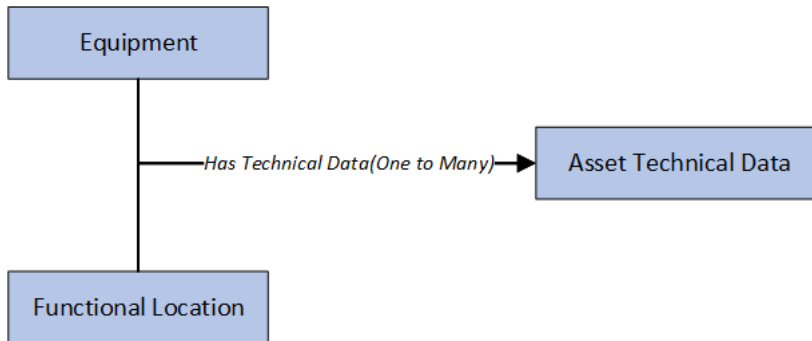 Equipment
Has Technical Data(One to Many)
Asset Technical Data
Functional Location